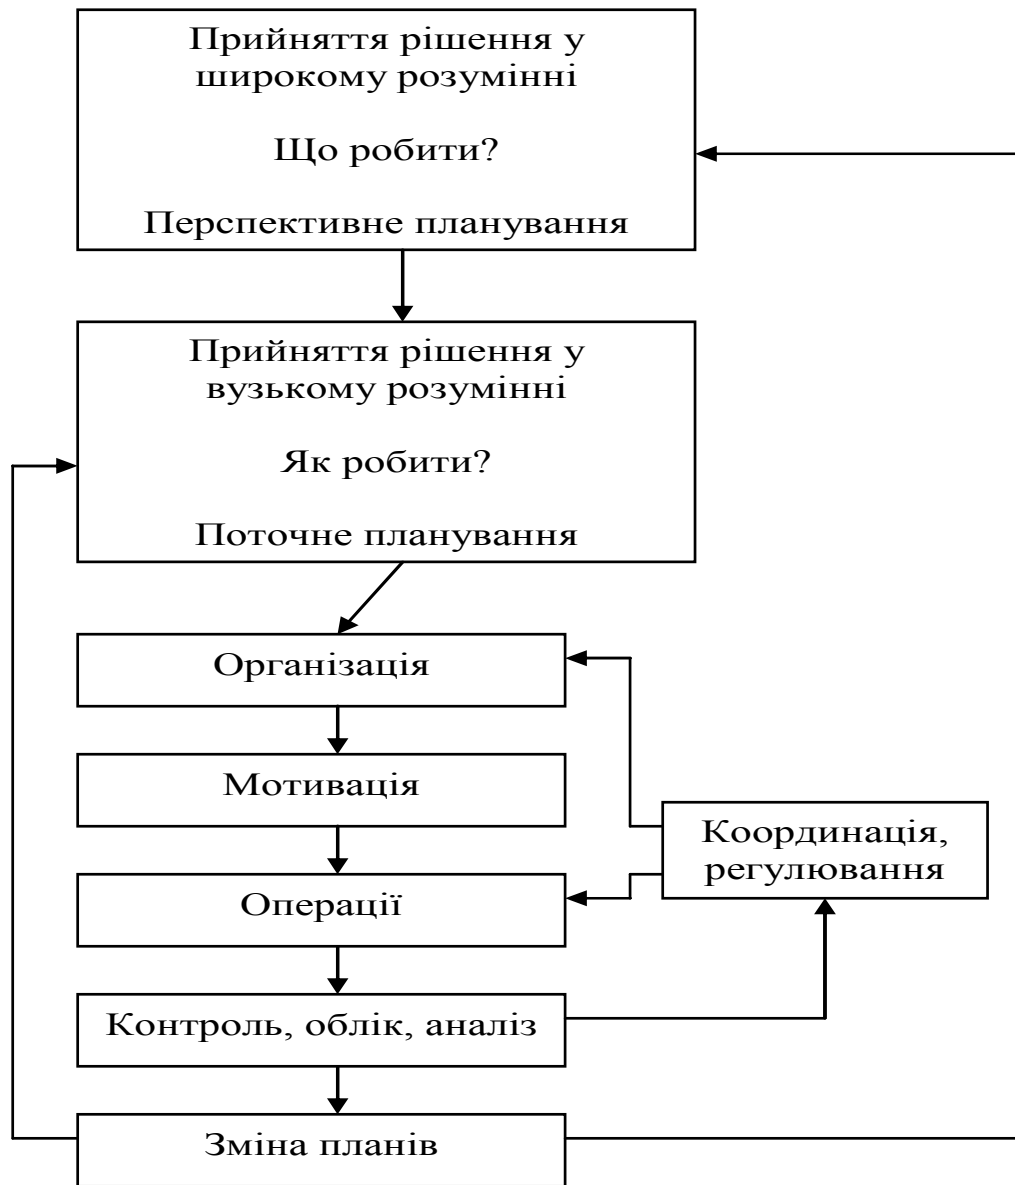 Прийняття рішення у
широкому розумінні
Що робити?
Перспективне планування
Прийняття рішення у
вузькому розумінні
Як робити?
Поточне планування
Організація
Мотивація
Координація,
регулювання
Операції
Контроль, облік, аналіз
Зміна планів